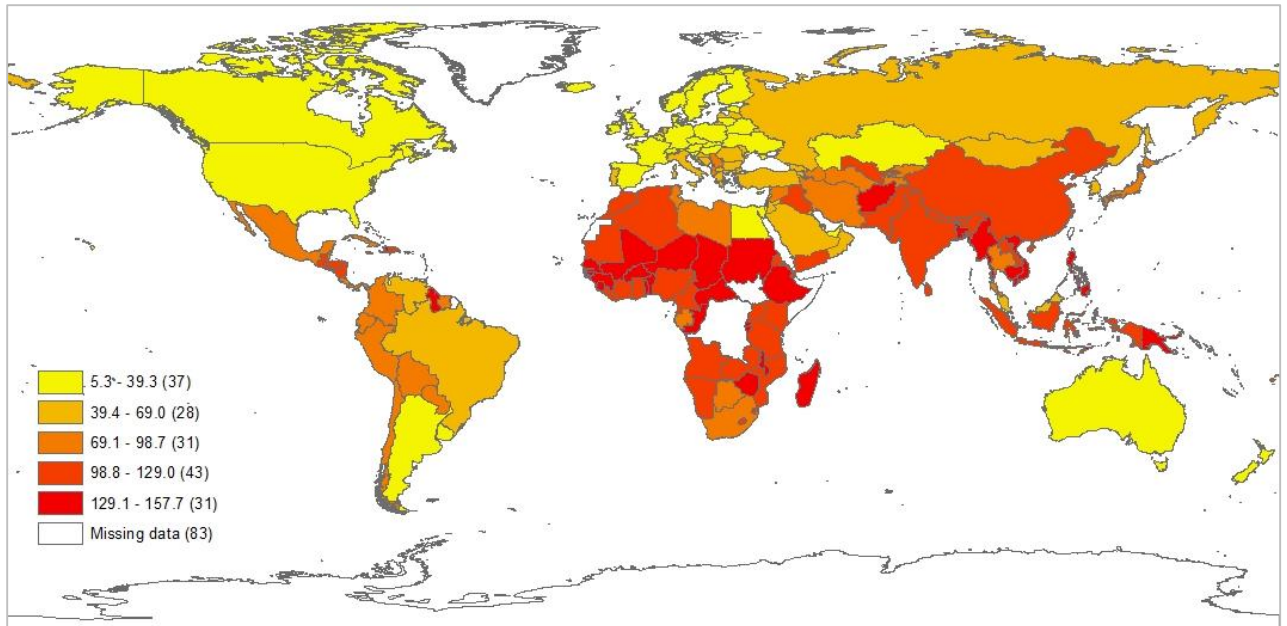 5.3 - 39.3 (37)
39.4 - 69.0 (28)
69.1 - 98.7 (31)
98.8 - 129.0 (43)
129.1 - 157.7 (31)
Missing data (83)